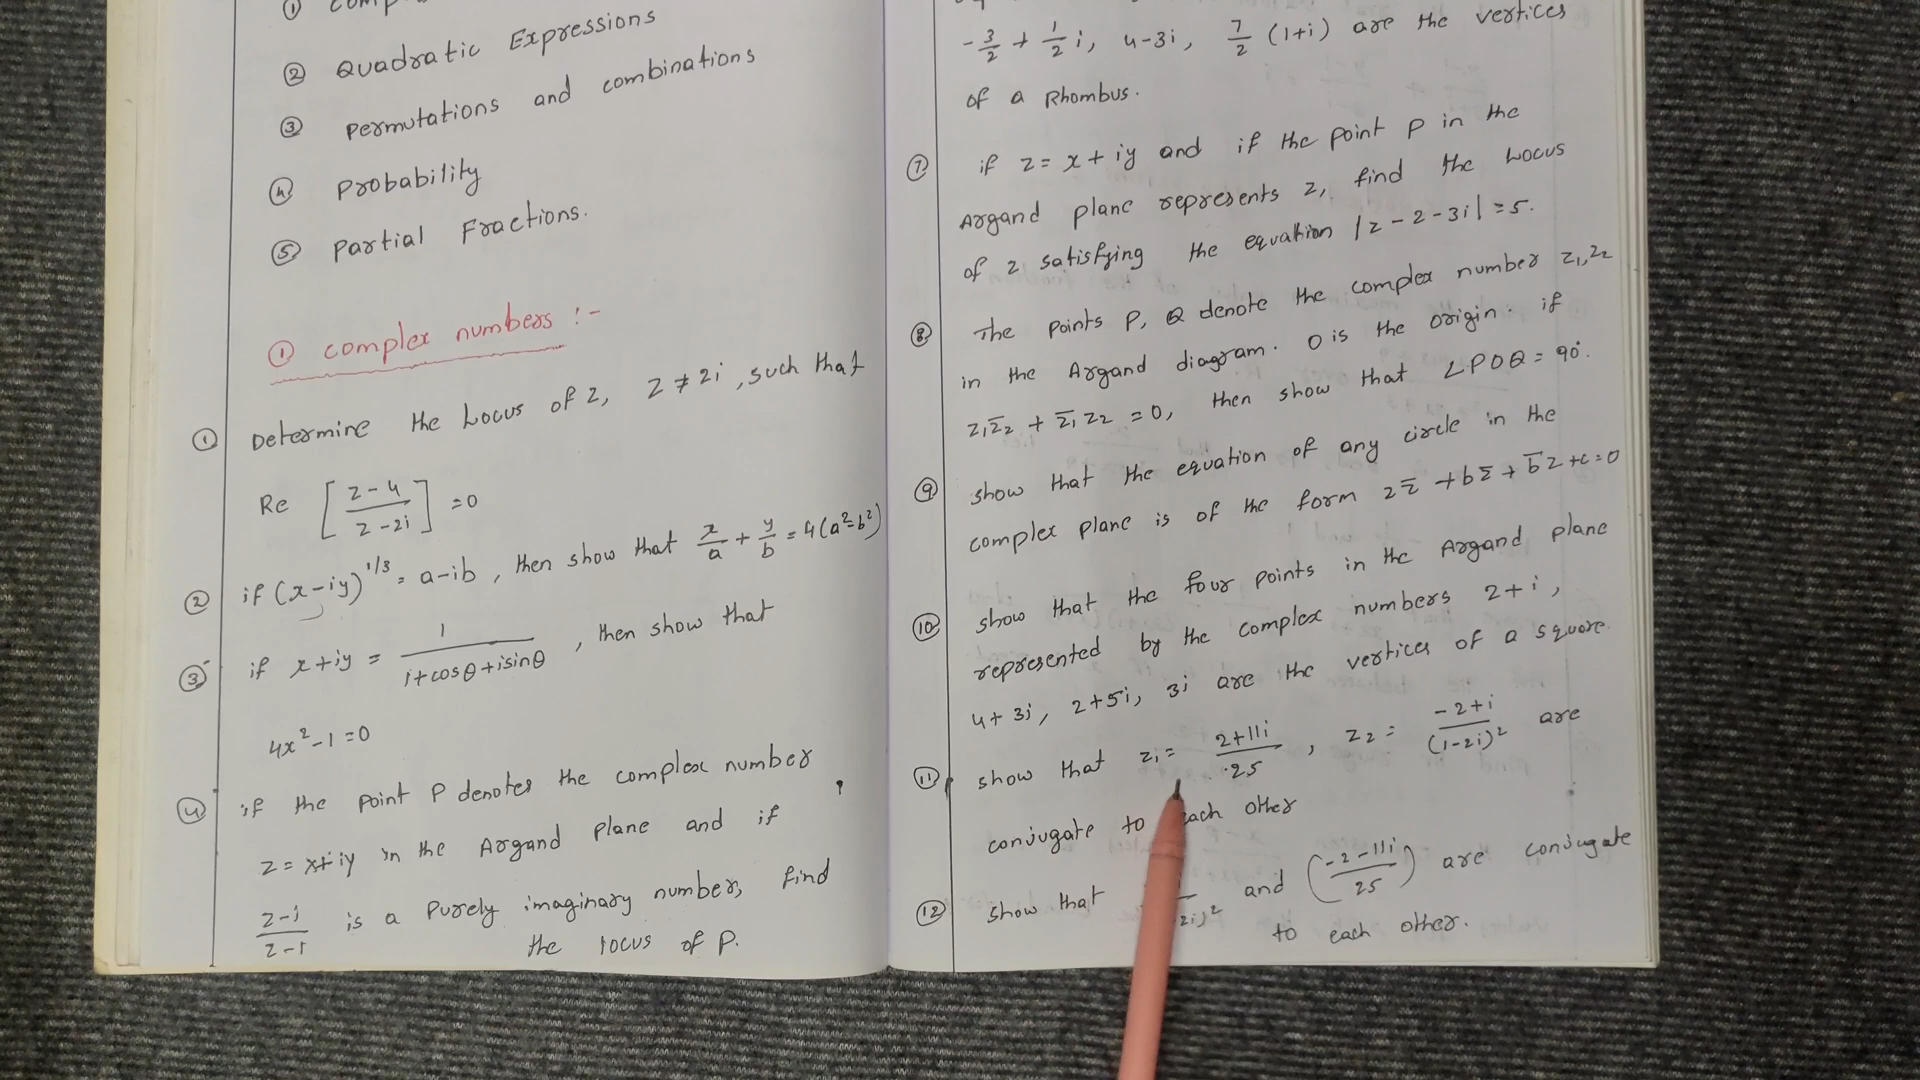 ①
② Quadratic Expressions
③ Permutations and combinations
④ Probability
⑤ Partial Fractions.
① complex numbers :-
① Determine the Locus of z, z ≠ 2i, such that
Re [z-4 / z-2i] = 0
② if (x-iy)^1/3 = a-ib, then show that x/a + y/b = 4(a²-b²)
③ if x+iy = 1 / 1+cosθ+isinθ, then show that
4x²-1=0
④ if the point P denotes the complex number
z = x+iy in the Argand plane and if
z-i / z-1 is a Purely imaginary number, find
the locus of P.
-3/2 + 1/2 i, 4-3i, 7/2 (1+i) are the vertices
of a Rhombus.
⑦ if z = x+iy and if the point P in the
Argand plane represents z, find the Locus
of z satisfying the equation |z-2-3i| = 5.
⑧ The points P, Q denote the complex number z₁,z₂
in the Argand diagram. O is the origin. if
z₁z̄₂ + z̄₁z₂ = 0, then show that ∠POQ = 90°.
⑨ show that the equation of any circle in the
complex plane is of the form zz̄ + bz̄ + b̄z + c = 0
⑩ show that the four points in the Argand plane
represented by the complex numbers 2+i,
4+3i, 2+5i, 3i are the vertices of a square
⑪ show that z₁ = 2+11i / 25, z₂ = -2+i / (1-2i)² are
conjugate to each other
⑫ show that 2i)² and (-2-11i / 25) are conjugate
to each other.